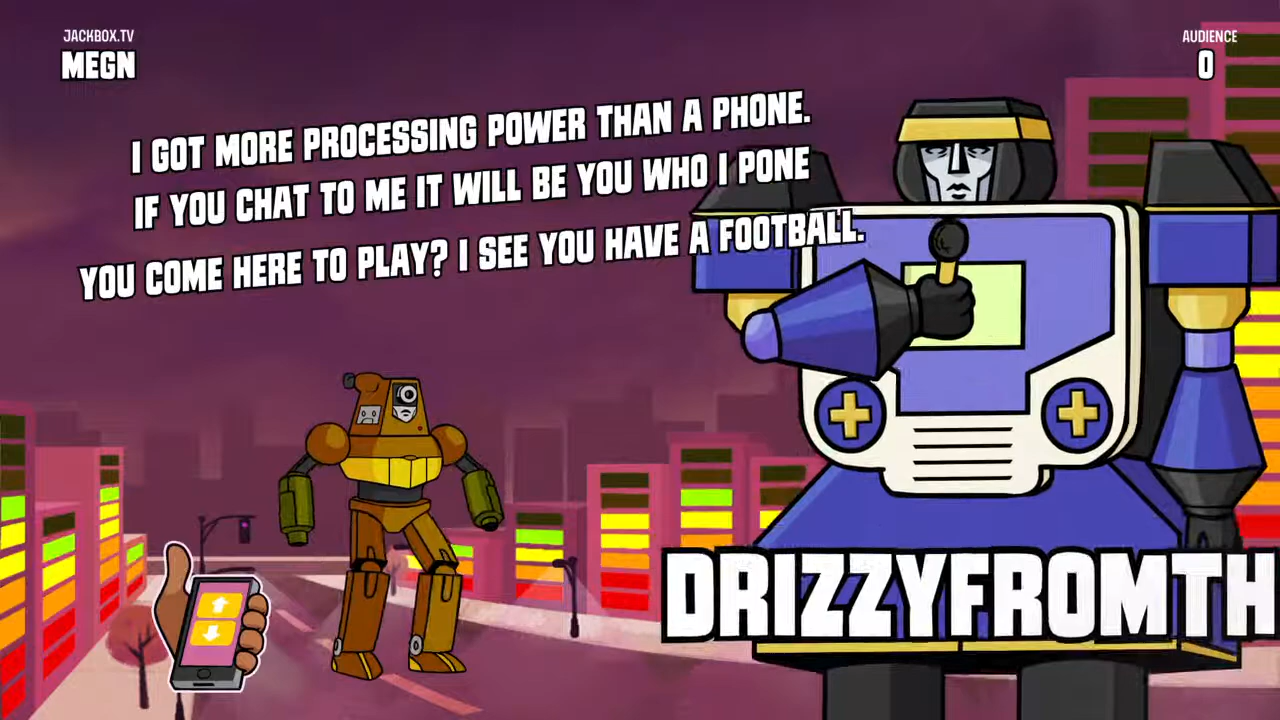 JACKBOX.TV
MEGN
AUDIENCE
0
I GOT MORE PROCESSING POWER THAN A PHONE.
IF YOU CHAT TO ME IT WILL BE YOU WHO I PONE
YOU COME HERE TO PLAY? I SEE YOU HAVE A FOOTBALL.
DRIZZYFROMTH